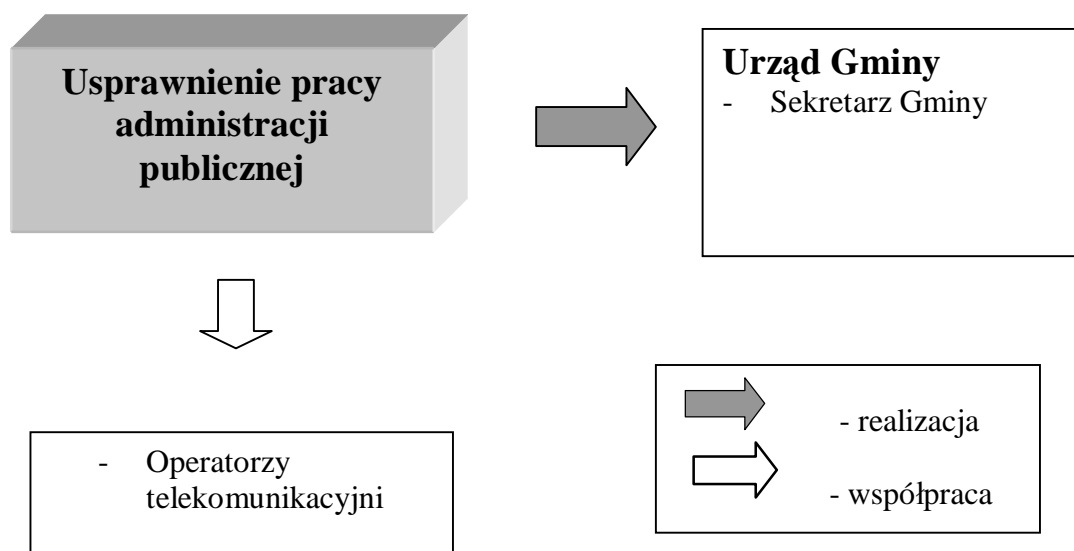 Usprawnienie pracy
administracji
publicznej
Urząd Gminy
- Sekretarz Gminy
- Operatorzy
telekomunikacyjni
- realizacja
- współpraca